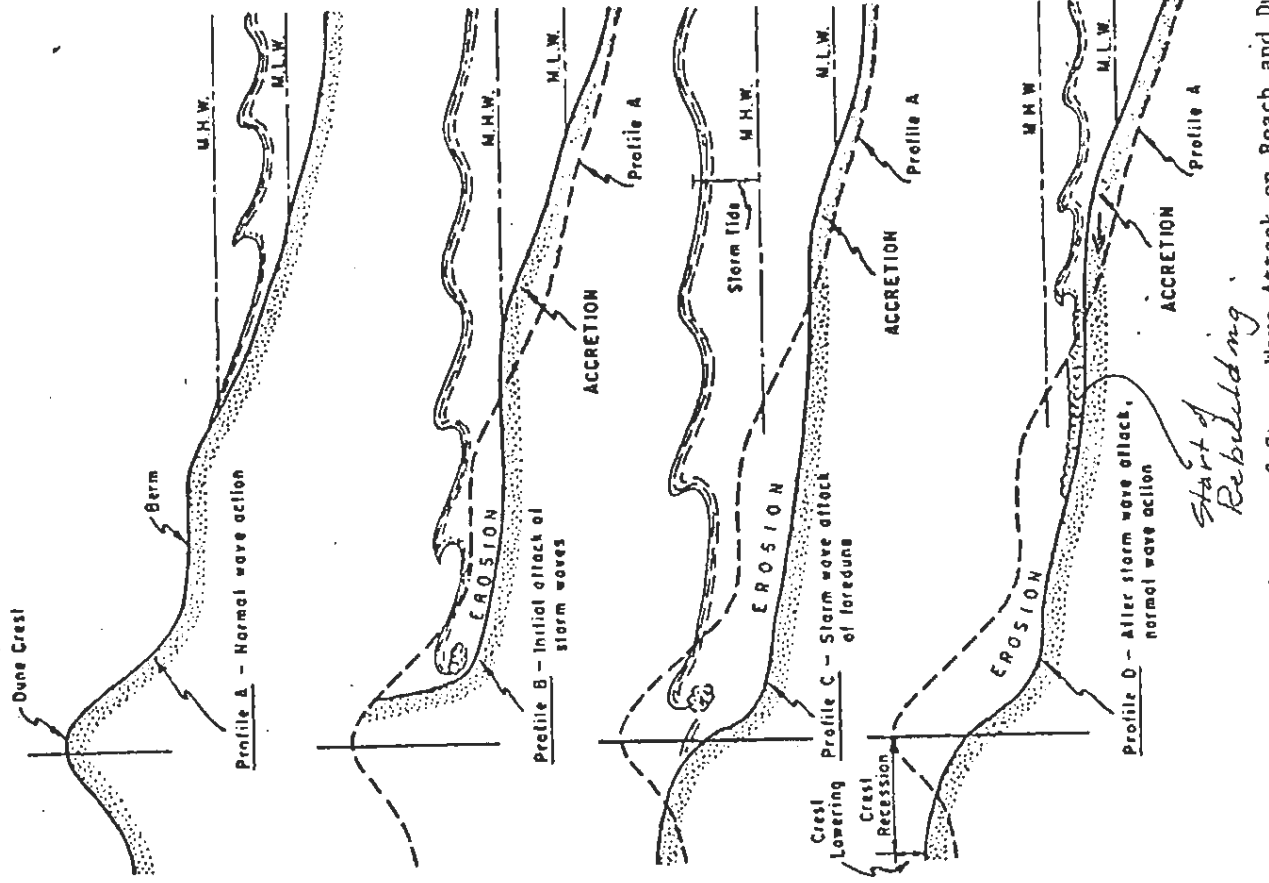 Dune Crest
Berm
M.H.W.
M.L.W.
Profile A - Normal wave action
EROSION
M.H.W.
M.L.W.
Profile A
ACCRETION
Profile B - Initial attack of
storm waves
Storm Tide
M.H.W.
M.L.W.
EROSION
Profile A
ACCRETION
Profile C - Storm wave attack
of foredune
Crest
Lowering
Crest
Recession
EROSION
M.H.W
M.L.W.
Profile A
ACCRETION
Profile D - After storm wave attack,
normal wave action
Start of
Rebuilding
Wave Attack on Beach and